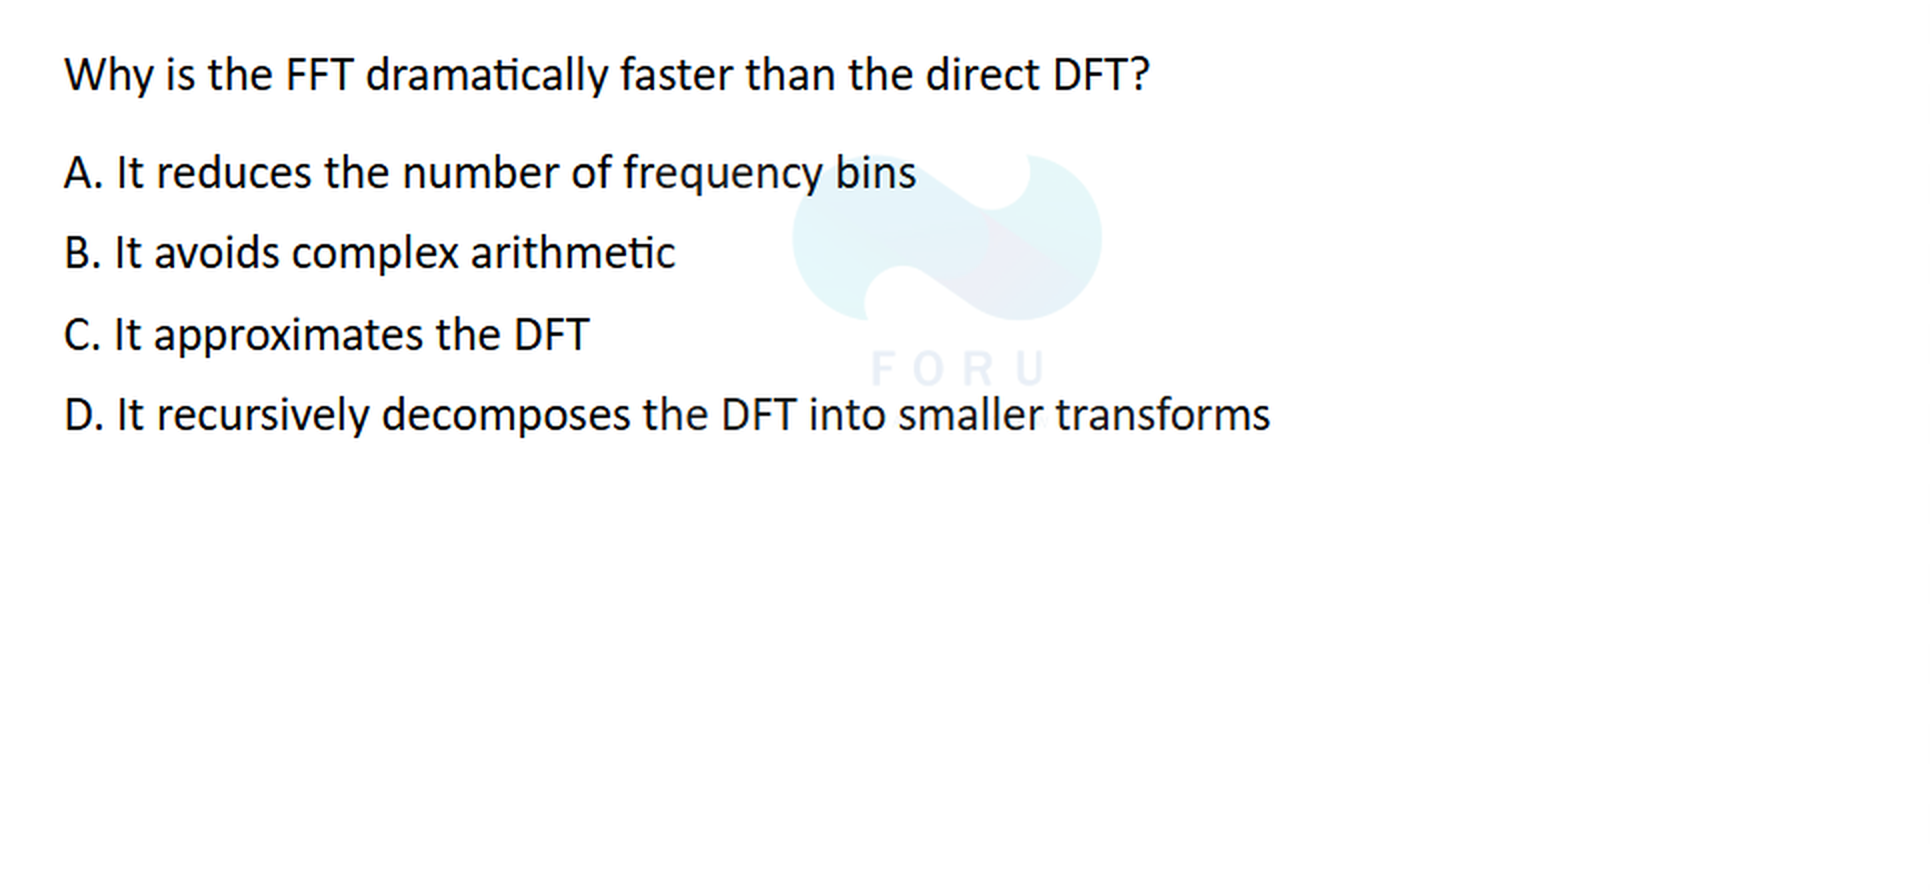 Why is the FFT dramatically faster than the direct DFT?
A. It reduces the number of frequency bins
B. It avoids complex arithmetic
C. It approximates the DFT
FORU
D. It recursively decomposes the DFT into smaller transforms